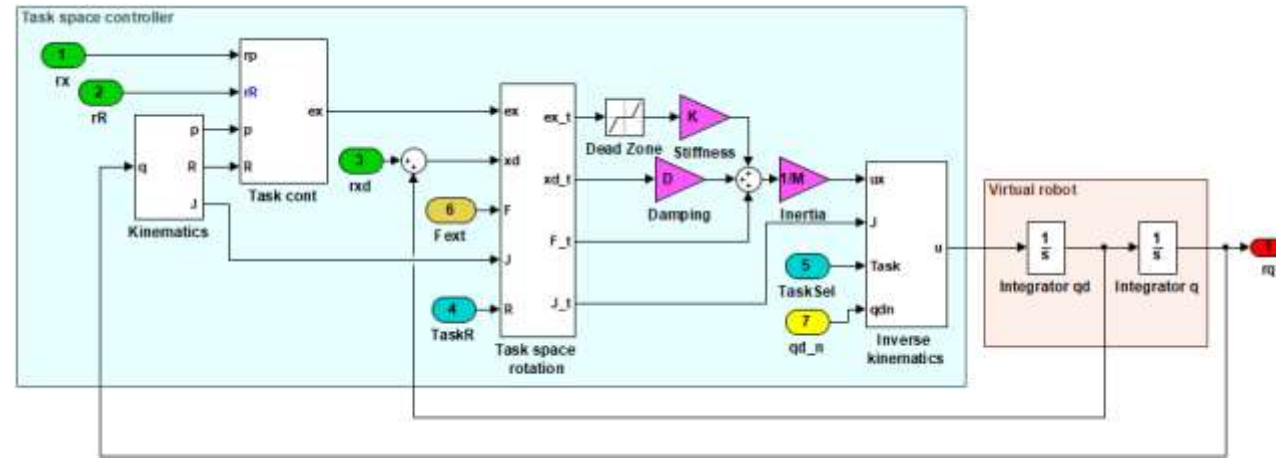 Task space controller
1
rx
2
rR
rp
rR
p
R
ex
Task cont
q
p
R
J
Kinematics
3
rxd
6
Fext
4
TaskR
ex
xd
F
J
R
ex_t
xd_t
F_t
J_t
Task space
rotation
Dead Zone
K
Stiffness
D
Damping
1/M
Inertia
5
TaskSel
7
qd_n
ux
J
Task
qdn
u
Inverse
kinematics
Virtual robot
1
s
Integrator qd
1
s
Integrator q
1
rq